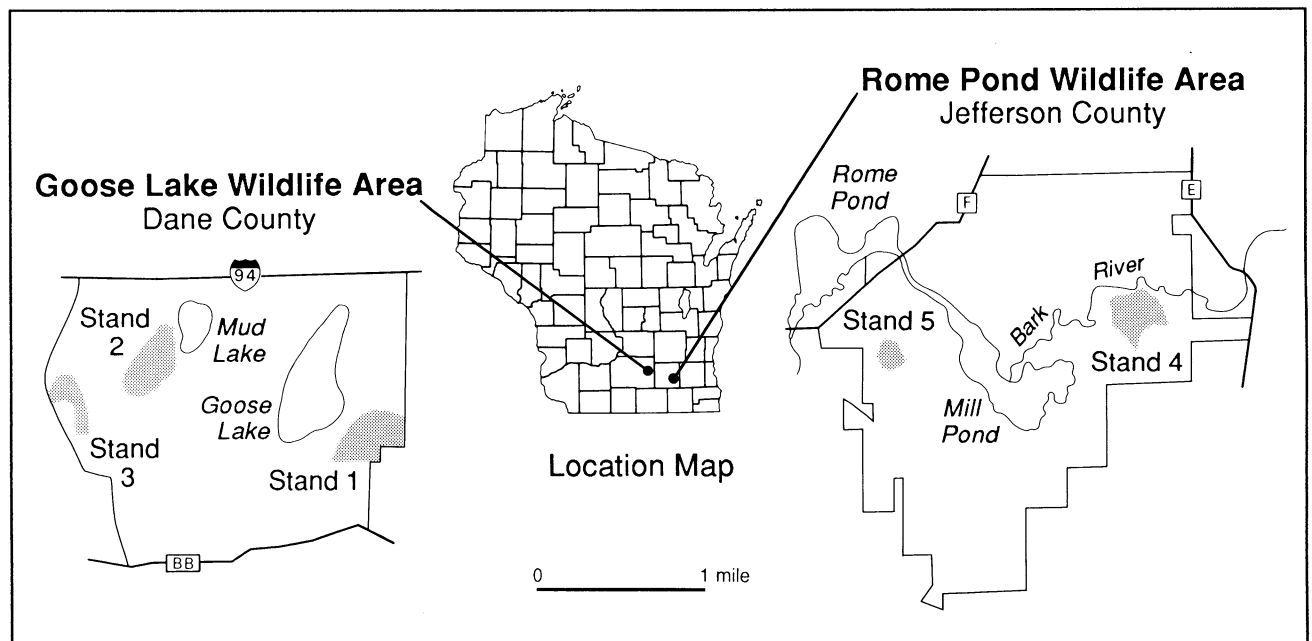 Goose Lake Wildlife Area
Dane County
94
Stand
2
Mud
Lake
Goose
Lake
Stand
3
Stand 1
BB
Location Map
0 1 mile
Rome Pond Wildlife Area
Jefferson County
Rome
Pond
F
E
River
Bark
Stand 5
Stand 4
Mill
Pond